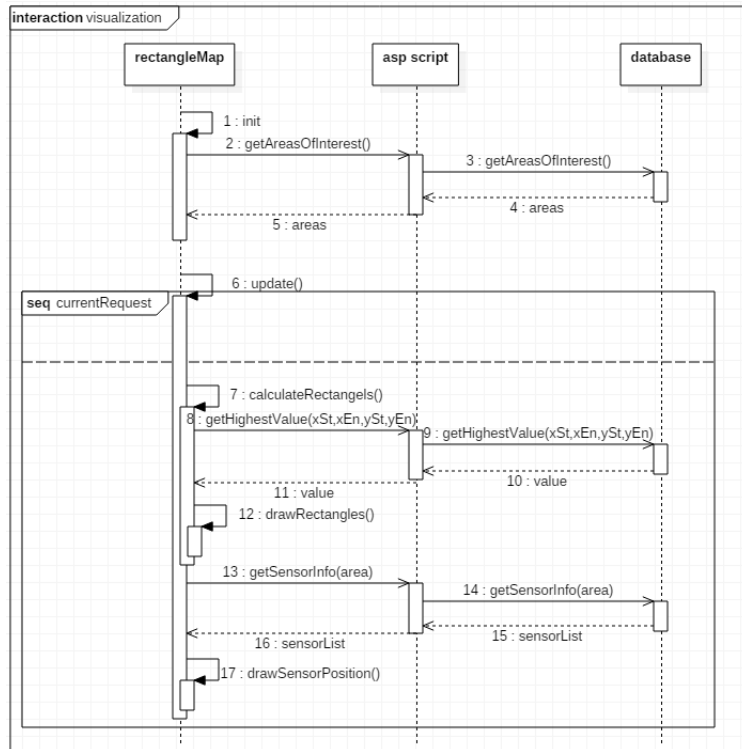 interaction visualization
rectangleMap
asp script
database
1 : init
2 : getAreasOfInterest()
3 : getAreasOfInterest()
4 : areas
5 : areas
6 : update()
seq currentRequest
7 : calculateRectangels()
8 : getHighestValue(xSt,xEn,ySt,yEn)
9 : getHighestValue(xSt,xEn,ySt,yEn)
10 : value
11 : value
12 : drawRectangles()
13 : getSensorInfo(area)
14 : getSensorInfo(area)
15 : sensorList
16 : sensorList
17 : drawSensorPosition()